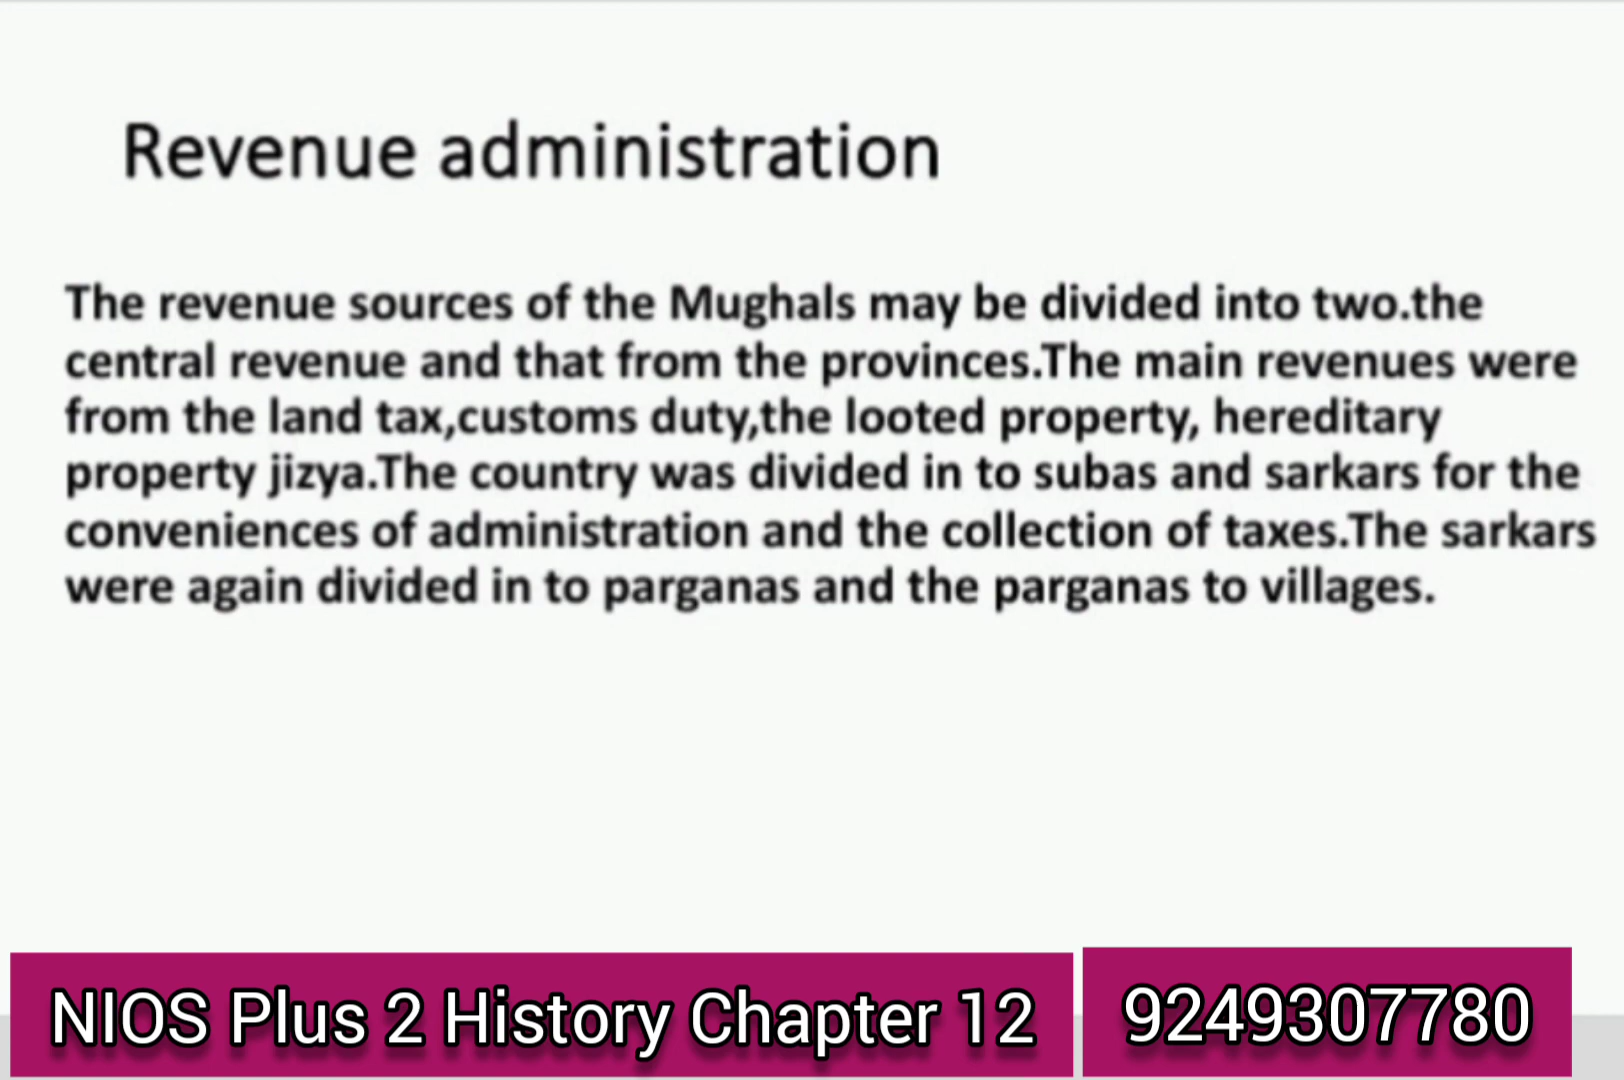 Revenue administration
The revenue sources of the Mughals may be divided into two.the
central revenue and that from the provinces.The main revenues were
from the land tax,customs duty,the looted property, hereditary
property jizya.The country was divided in to subas and sarkars for the
conveniences of administration and the collection of taxes.The sarkars
were again divided in to parganas and the parganas to villages.
NIOS Plus 2 History Chapter 12
9249307780